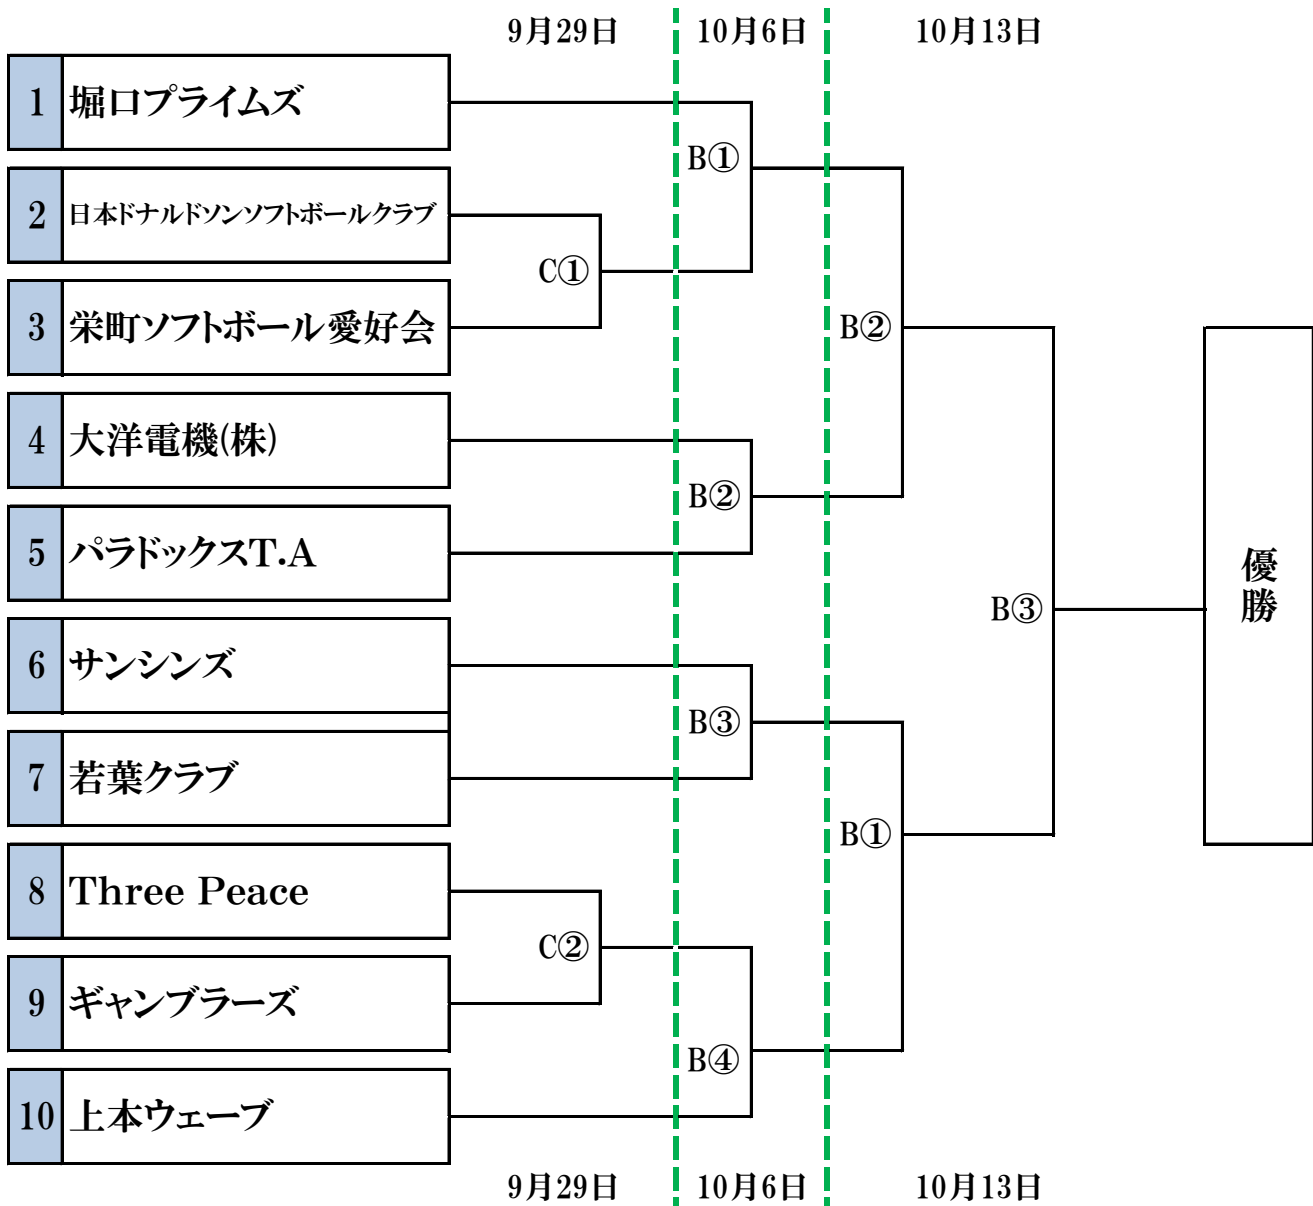 9月29日 10月6日 10月13日
1 堀口プライムズ
B①
2 日本ドナルドソンソフトボールクラブ
C①
3 栄町ソフトボール愛好会
B②
4 大洋電機(株)
B②
5 パラドックスT.A
優勝
B③
6 サンシンズ
B③
7 若葉クラブ
B①
8 Three Peace
C②
9 ギャンブラーズ
B④
10 上本ウェーブ
9月29日 10月6日 10月13日